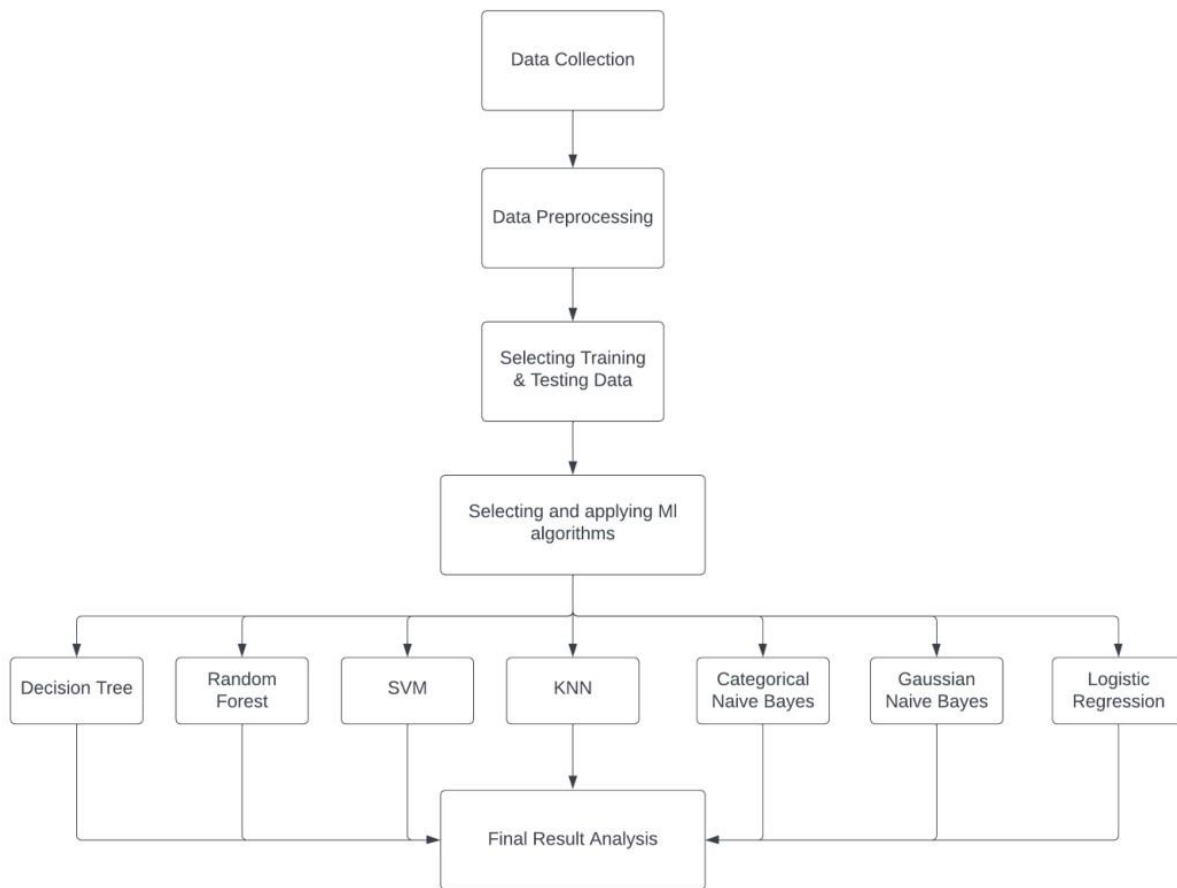 Data Collection
Data Preprocessing
Selecting Training
& Testing Data
Selecting and applying Ml
algorithms
Decision Tree
Random
Forest
SVM
KNN
Categorical
Naive Bayes
Gaussian
Naive Bayes
Logistic
Regression
Final Result Analysis